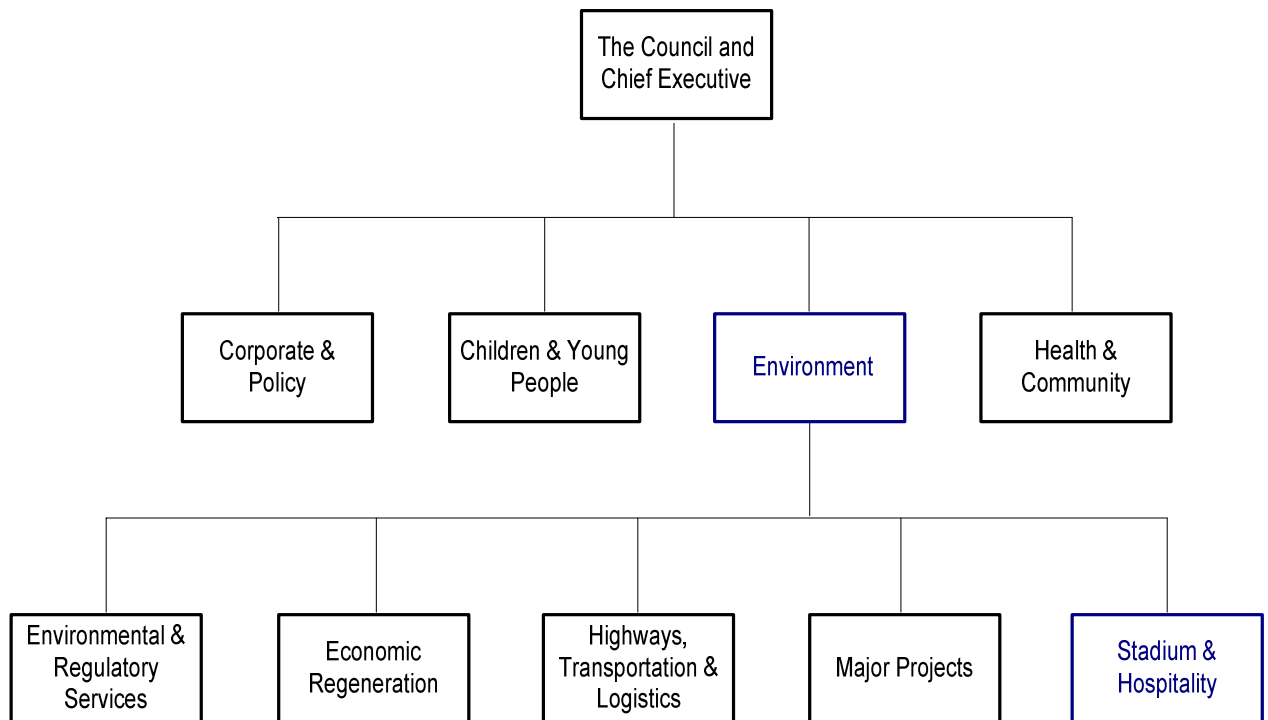 The Council and
Chief Executive
Corporate &
Policy
Children & Young
People
Environment
Health &
Community
Environmental &
Regulatory
Services
Economic
Regeneration
Highways,
Transportation &
Logistics
Major Projects
Stadium &
Hospitality